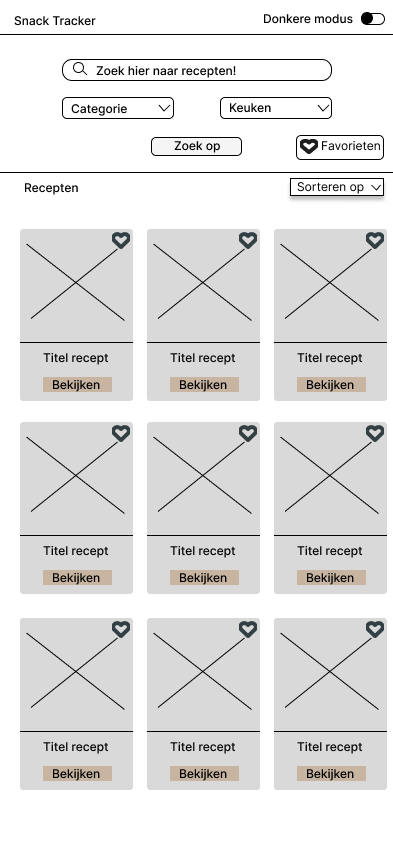 Snack Tracker
Donkere modus
Zoek hier naar recepten!
Categorie
Keuken
Zoek op
Favorieten
Recepten
Sorteren op
Titel recept
Titel recept
Titel recept
Bekijken
Bekijken
Bekijken
Titel recept
Titel recept
Titel recept
Bekijken
Bekijken
Bekijken
Titel recept
Titel recept
Titel recept
Bekijken
Bekijken
Bekijken